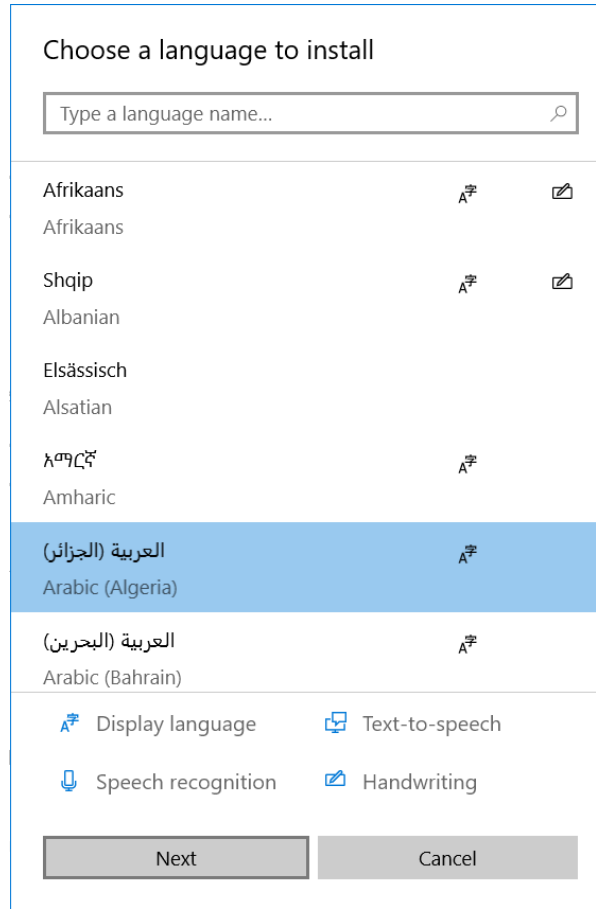 Choose a language to install
Type a language name...
Afrikaans
Afrikaans
Shqip
Albanian
Elsässisch
Alsatian
አማርኛ
Amharic
العربية (الجزائر)
Arabic (Algeria)
العربية (البحرين)
Arabic (Bahrain)
Display language
Text-to-speech
Speech recognition
Handwriting
Next
Cancel